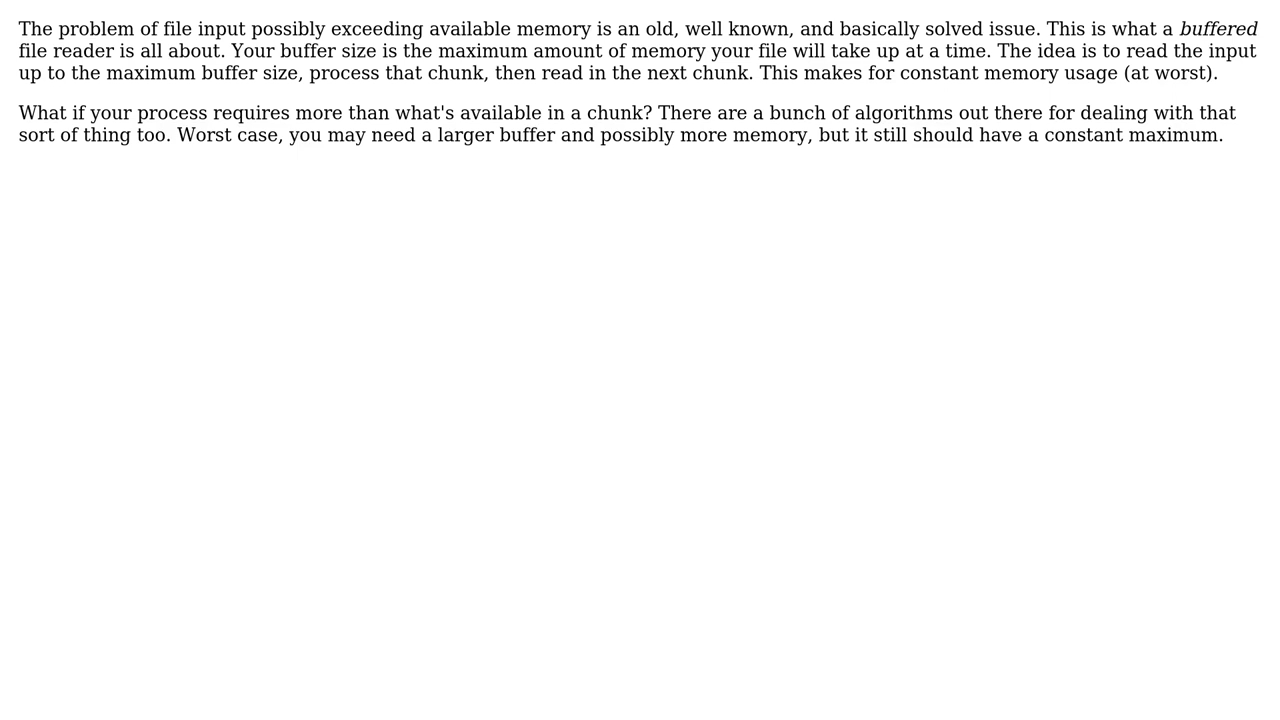 The problem of file input possibly exceeding available memory is an old, well known, and basically solved issue. This is what a buffered
file reader is all about. Your buffer size is the maximum amount of memory your file will take up at a time. The idea is to read the input
up to the maximum buffer size, process that chunk, then read in the next chunk. This makes for constant memory usage (at worst).
What if your process requires more than what's available in a chunk? There are a bunch of algorithms out there for dealing with that
sort of thing too. Worst case, you may need a larger buffer and possibly more memory, but it still should have a constant maximum.